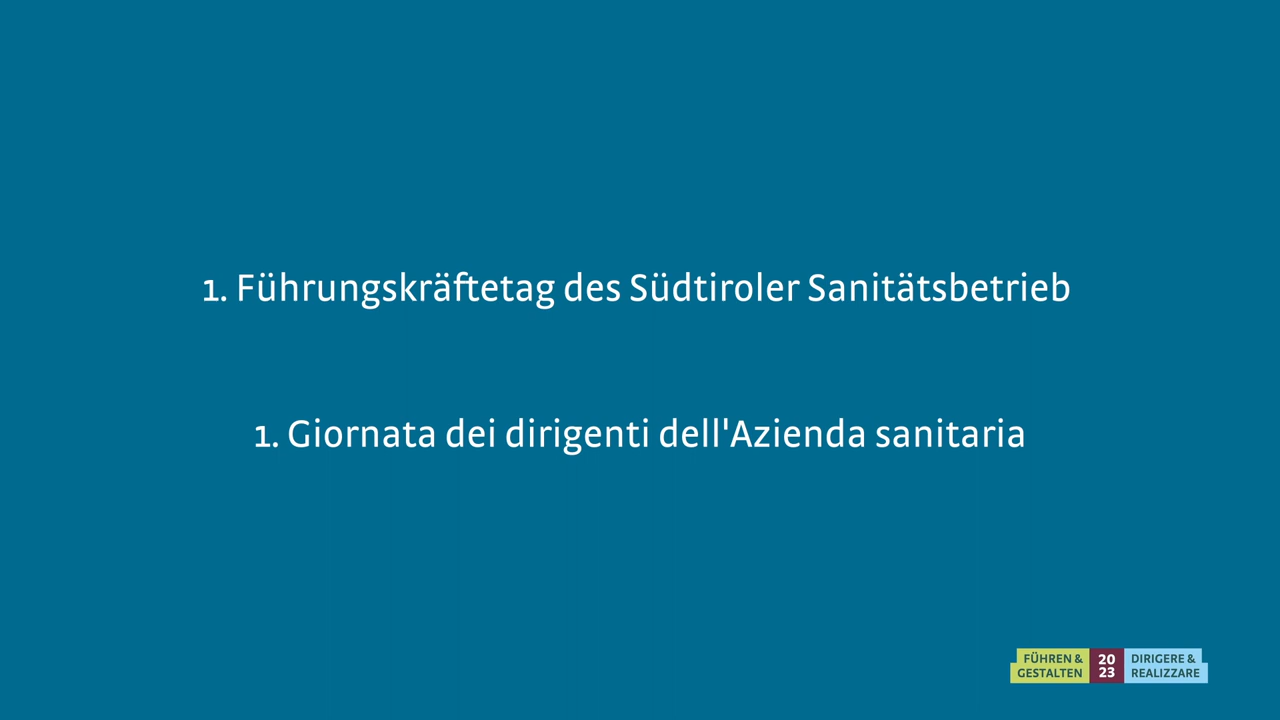 1. Führungskräftetag des Südtiroler Sanitätsbetrieb
1. Giornata dei dirigenti dell'Azienda sanitaria
FÜHREN &
GESTALTEN
20
23
DIRIGERE &
REALIZZARE